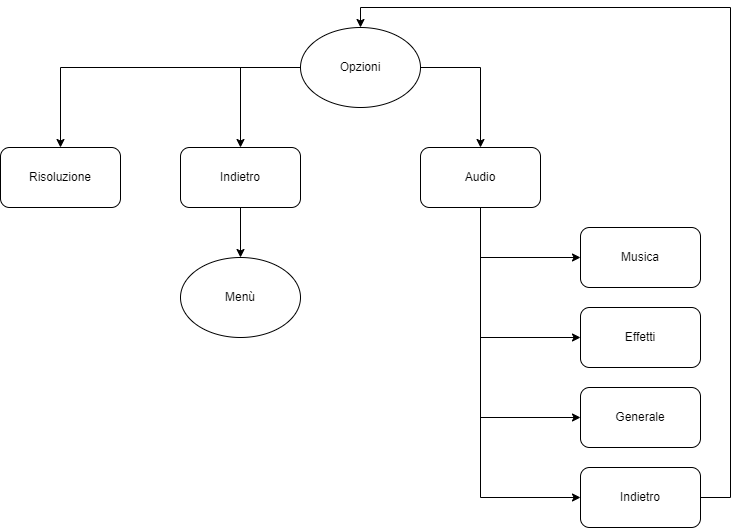 Opzioni
Risoluzione
Indietro
Audio
Menù
Musica
Effetti
Generale
Indietro